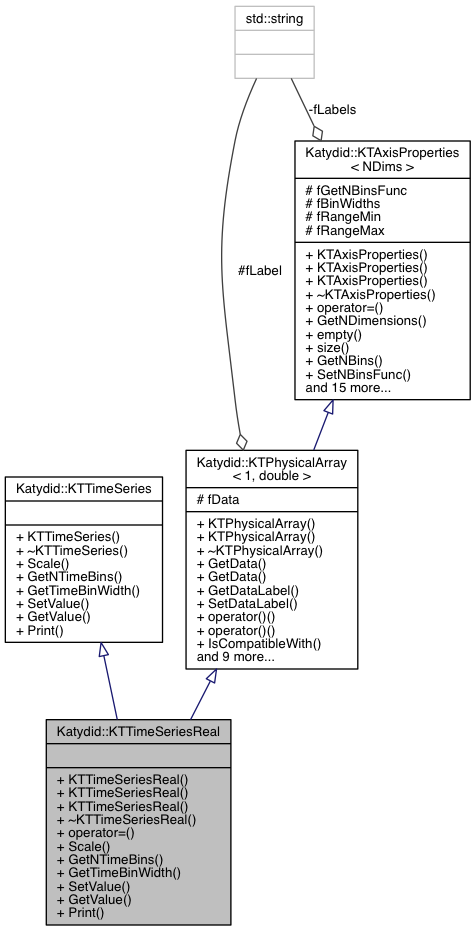 std::string
-fLabels
Katydid::KTAxisProperties
< NDims >
# fGetNBinsFunc
# fBinWidths
# fRangeMin
# fRangeMax
+ KTAxisProperties()
+ KTAxisProperties()
+ KTAxisProperties()
+ ~KTAxisProperties()
+ operator=()
+ GetNDimensions()
+ empty()
+ size()
+ GetNBins()
+ SetNBinsFunc()
and 15 more...
#fLabel
Katydid::KTPhysicalArray
< 1, double >
# fData
+ KTPhysicalArray()
+ KTPhysicalArray()
+ ~KTPhysicalArray()
+ GetData()
+ GetData()
+ GetDataLabel()
+ SetDataLabel()
+ operator()()
+ operator()()
+ IsCompatibleWith()
and 9 more...
Katydid::KTTimeSeries
+ KTTimeSeries()
+ ~KTTimeSeries()
+ Scale()
+ GetNTimeBins()
+ GetTimeBinWidth()
+ SetValue()
+ GetValue()
+ Print()
Katydid::KTTimeSeriesReal
+ KTTimeSeriesReal()
+ KTTimeSeriesReal()
+ KTTimeSeriesReal()
+ ~KTTimeSeriesReal()
+ operator=()
+ Scale()
+ GetNTimeBins()
+ GetTimeBinWidth()
+ SetValue()
+ GetValue()
+ Print()